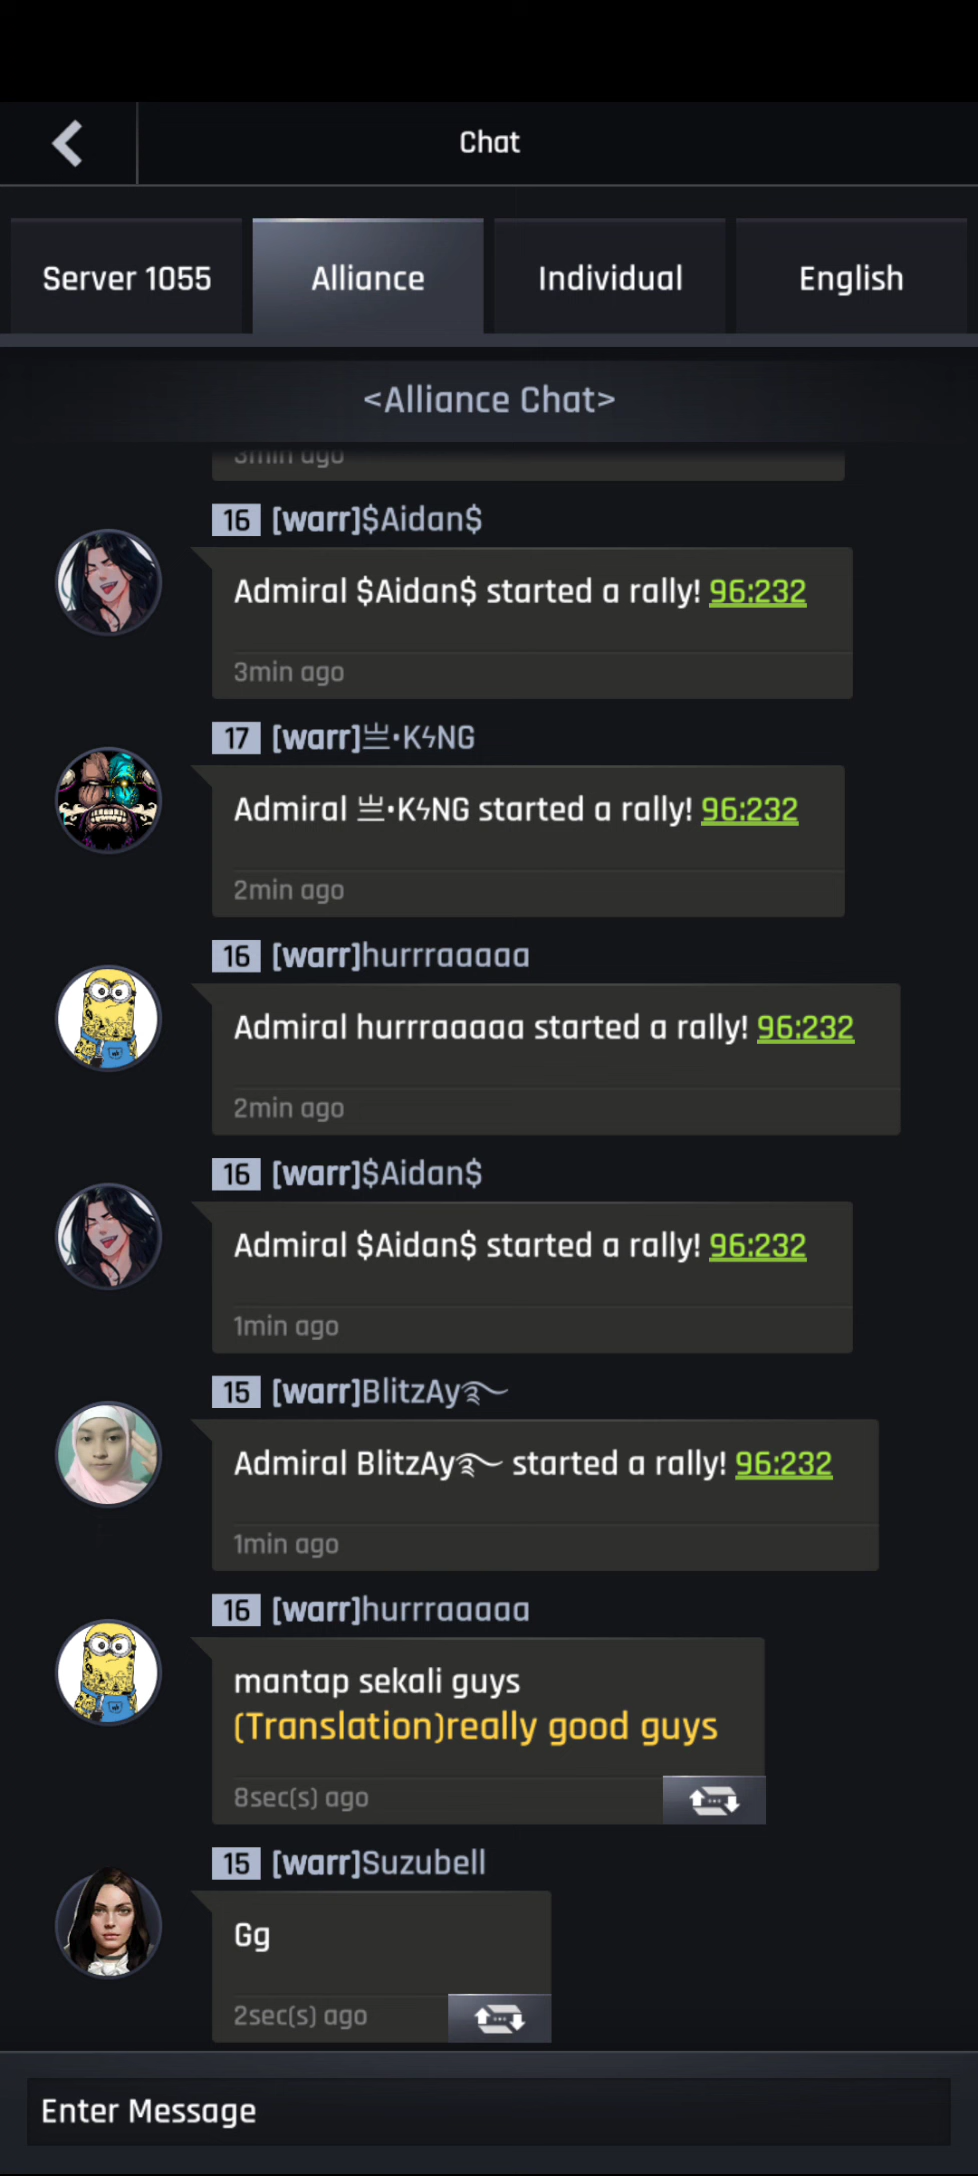 Chat
Server 1055
Alliance
Individual
English
<Alliance Chat>
3min ago
16 [warr]$Aidan$
Admiral $Aidan$ started a rally! 96:232
3min ago
17 [warr]亗•KϟNG
Admiral 亗•KϟNG started a rally! 96:232
2min ago
16 [warr]hurrraaaaa
Admiral hurrraaaaa started a rally! 96:232
2min ago
16 [warr]$Aidan$
Admiral $Aidan$ started a rally! 96:232
1min ago
15 [warr]BlitzAy࿐
Admiral BlitzAy࿐ started a rally! 96:232
1min ago
16 [warr]hurrraaaaa
mantap sekali guys
(Translation)really good guys
8sec(s) ago
15 [warr]Suzubell
Gg
2sec(s) ago
Enter Message